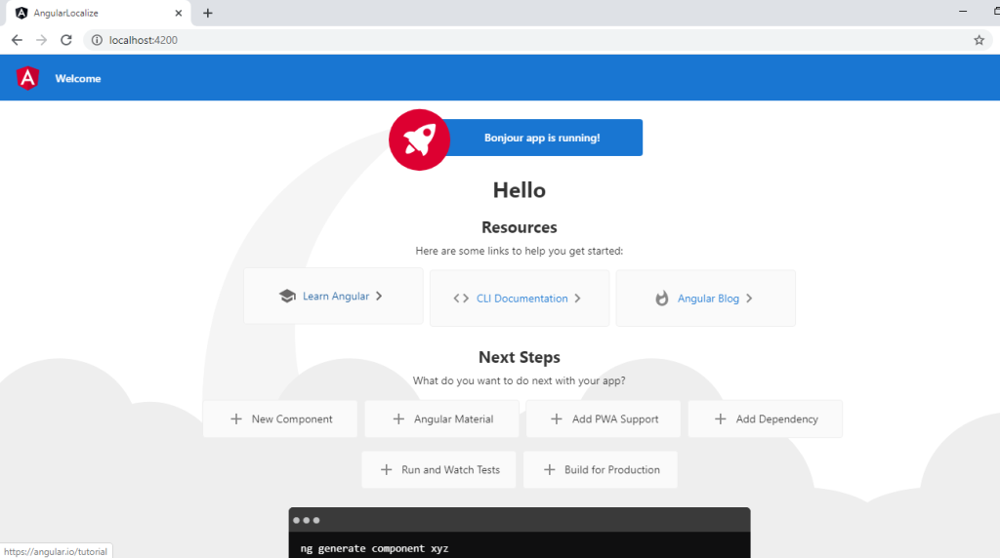 AngularLocalize
localhost:4200
Welcome
Bonjour app is running!
Hello
Resources
Here are some links to help you get started:
Learn Angular
CLI Documentation
Angular Blog
Next Steps
What do you want to do next with your app?
New Component
Angular Material
Add PWA Support
Add Dependency
Run and Watch Tests
Build for Production
ng generate component xyz
https://angular.io/tutorial